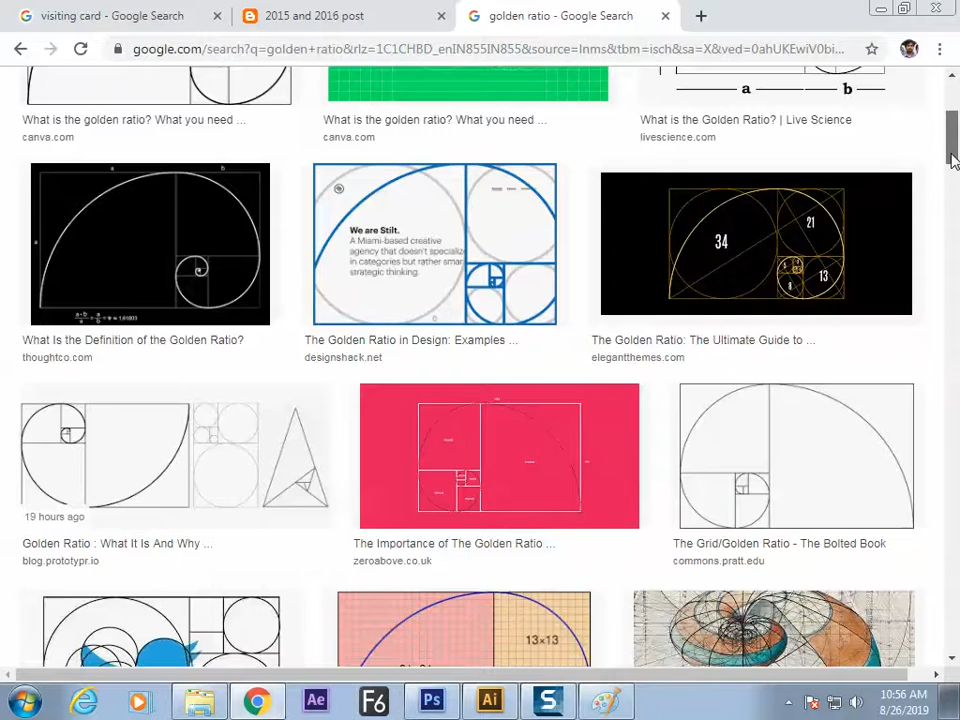 visiting card - Google Search
2015 and 2016 post
golden ratio - Google Search
google.com/search?q=golden+ratio&rlz=1C1CHBD_enIN855IN855&source=lnms&tbm=isch&sa=X&ved=0ahUKEwiV0bi...
a
b
What is the golden ratio? What you need ...
What is the golden ratio? What you need ...
What is the Golden Ratio? | Live Science
canva.com
canva.com
livescience.com
a
b
a
We are Stilt.
A Miami-based creative
agency that doesn't specialize
in categories but rather smar
strategic thinking.
34
21
13
8
What Is the Definition of the Golden Ratio?
The Golden Ratio in Design: Examples ...
The Golden Ratio: The Ultimate Guide to ...
thoughtco.com
designshack.net
elegantthemes.com
19 hours ago
Golden Ratio : What It Is And Why ...
The Importance of The Golden Ratio ...
The Grid/Golden Ratio - The Bolted Book
blog.prototypr.io
zeroabove.co.uk
commons.pratt.edu
13×13
Ae
F6
Ps
Ai
S
10:56 AM
8/26/2019